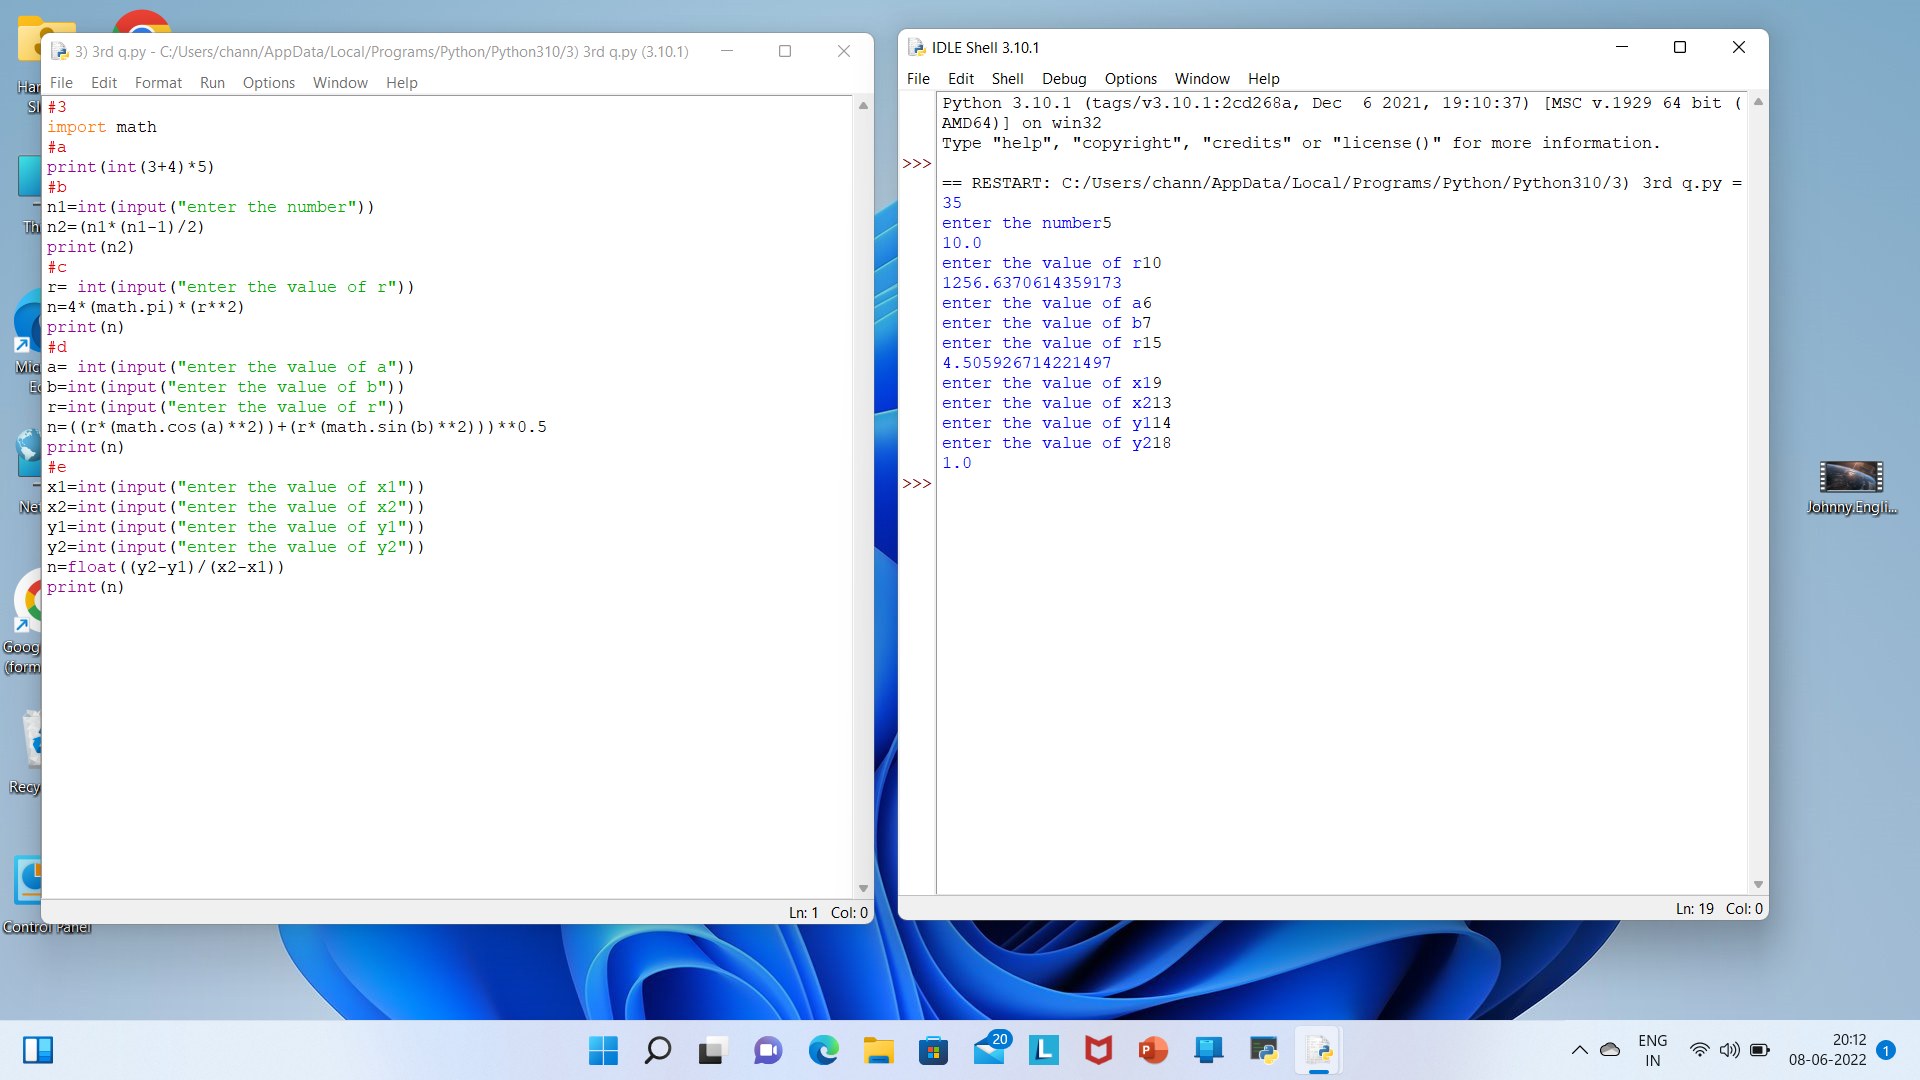 3) 3rd q.py - C:/Users/chann/AppData/Local/Programs/Python/Python310/3) 3rd q.py (3.10.1)
File Edit Format Run Options Window Help
#3
import math
#a
print(int(3+4)*5)
#b
n1=int(input("enter the number"))
n2=(n1*(n1-1)/2)
print(n2)
#c
r= int(input("enter the value of r"))
n=4*(math.pi)*(r**2)
print(n)
#d
a= int(input("enter the value of a"))
b=int(input("enter the value of b"))
r=int(input("enter the value of r"))
n=((r*(math.cos(a)**2))+(r*(math.sin(b)**2)))**0.5
print(n)
#e
x1=int(input("enter the value of x1"))
x2=int(input("enter the value of x2"))
y1=int(input("enter the value of y1"))
y2=int(input("enter the value of y2"))
n=float((y2-y1)/(x2-x1))
print(n)
Ln: 1 Col: 0
IDLE Shell 3.10.1
File Edit Shell Debug Options Window Help
Python 3.10.1 (tags/v3.10.1:2cd268a, Dec  6 2021, 19:10:37) [MSC v.1929 64 bit (
AMD64)] on win32
Type "help", "copyright", "credits" or "license()" for more information.
>>>
== RESTART: C:/Users/chann/AppData/Local/Programs/Python/Python310/3) 3rd q.py =
35
enter the number5
10.0
enter the value of r10
1256.6370614359173
enter the value of a6
enter the value of b7
enter the value of r15
4.505926714221497
enter the value of x19
enter the value of x213
enter the value of y114
enter the value of y218
1.0
>>>
Ln: 19 Col: 0
Johnny.Engli...
Goog
(form
Recy
Control Panel
20
L
P
ENG
IN
20:12
08-06-2022
1